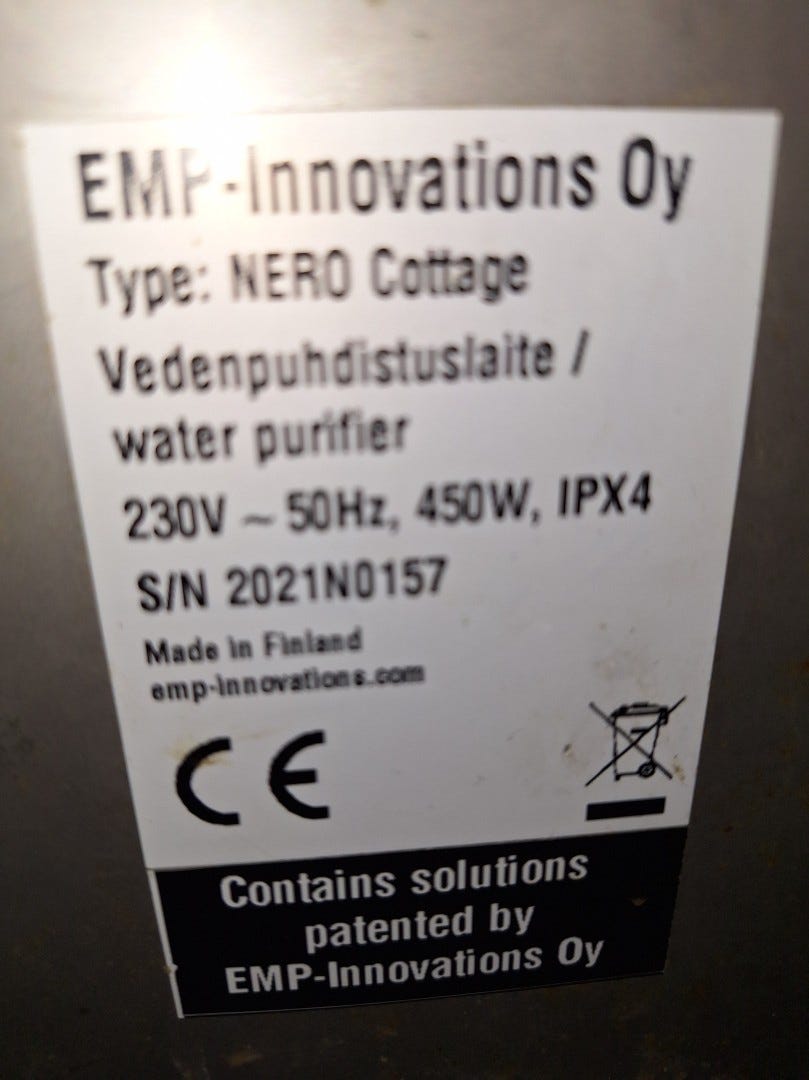 EMP-Innovations Oy
Type: NERO Cottage
Vedenpuhdistuslaite /
water purifier
230V ~ 50Hz, 450W, IPX4
S/N 2021N0157
Made in Finland
emp-innovations.com
CE
Contains solutions
patented by
EMP-Innovations Oy